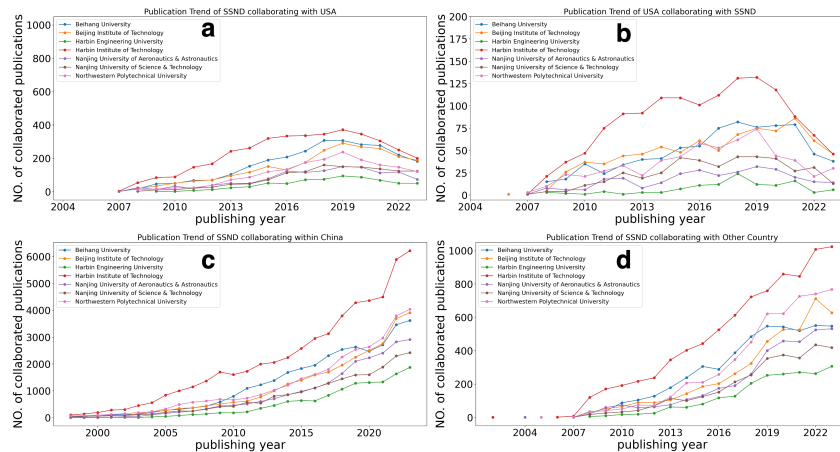 Publication Trend of SSND collaborating with USA
a
NO. of collaborated publications
1000
800
600
400
200
0
Beihang University
Beijing Institute of Technology
Harbin Engineering University
Harbin Institute of Technology
Nanjing University of Aeronautics & Astronautics
Nanjing University of Science & Technology
Northwestern Polytechnical University
2004 2007 2010 2013 2016 2019 2022
publishing year
Publication Trend of USA collaborating with SSND
b
NO. of collaborated publications
200
175
150
125
100
75
50
25
0
Beihang University
Beijing Institute of Technology
Harbin Engineering University
Harbin Institute of Technology
Nanjing University of Aeronautics & Astronautics
Nanjing University of Science & Technology
Northwestern Polytechnical University
2004 2007 2010 2013 2016 2019 2022
publishing year
Publication Trend of SSND collaborating within China
c
NO. of collaborated publications
6000
5000
4000
3000
2000
1000
0
Beihang University
Beijing Institute of Technology
Harbin Engineering University
Harbin Institute of Technology
Nanjing University of Aeronautics & Astronautics
Nanjing University of Science & Technology
Northwestern Polytechnical University
2000 2005 2010 2015 2020
publishing year
Publication Trend of SSND collaborating with Other Country
d
NO. of collaborated publications
1000
800
600
400
200
0
Beihang University
Beijing Institute of Technology
Harbin Engineering University
Harbin Institute of Technology
Nanjing University of Aeronautics & Astronautics
Nanjing University of Science & Technology
Northwestern Polytechnical University
2004 2007 2010 2013 2016 2019 2022
publishing year